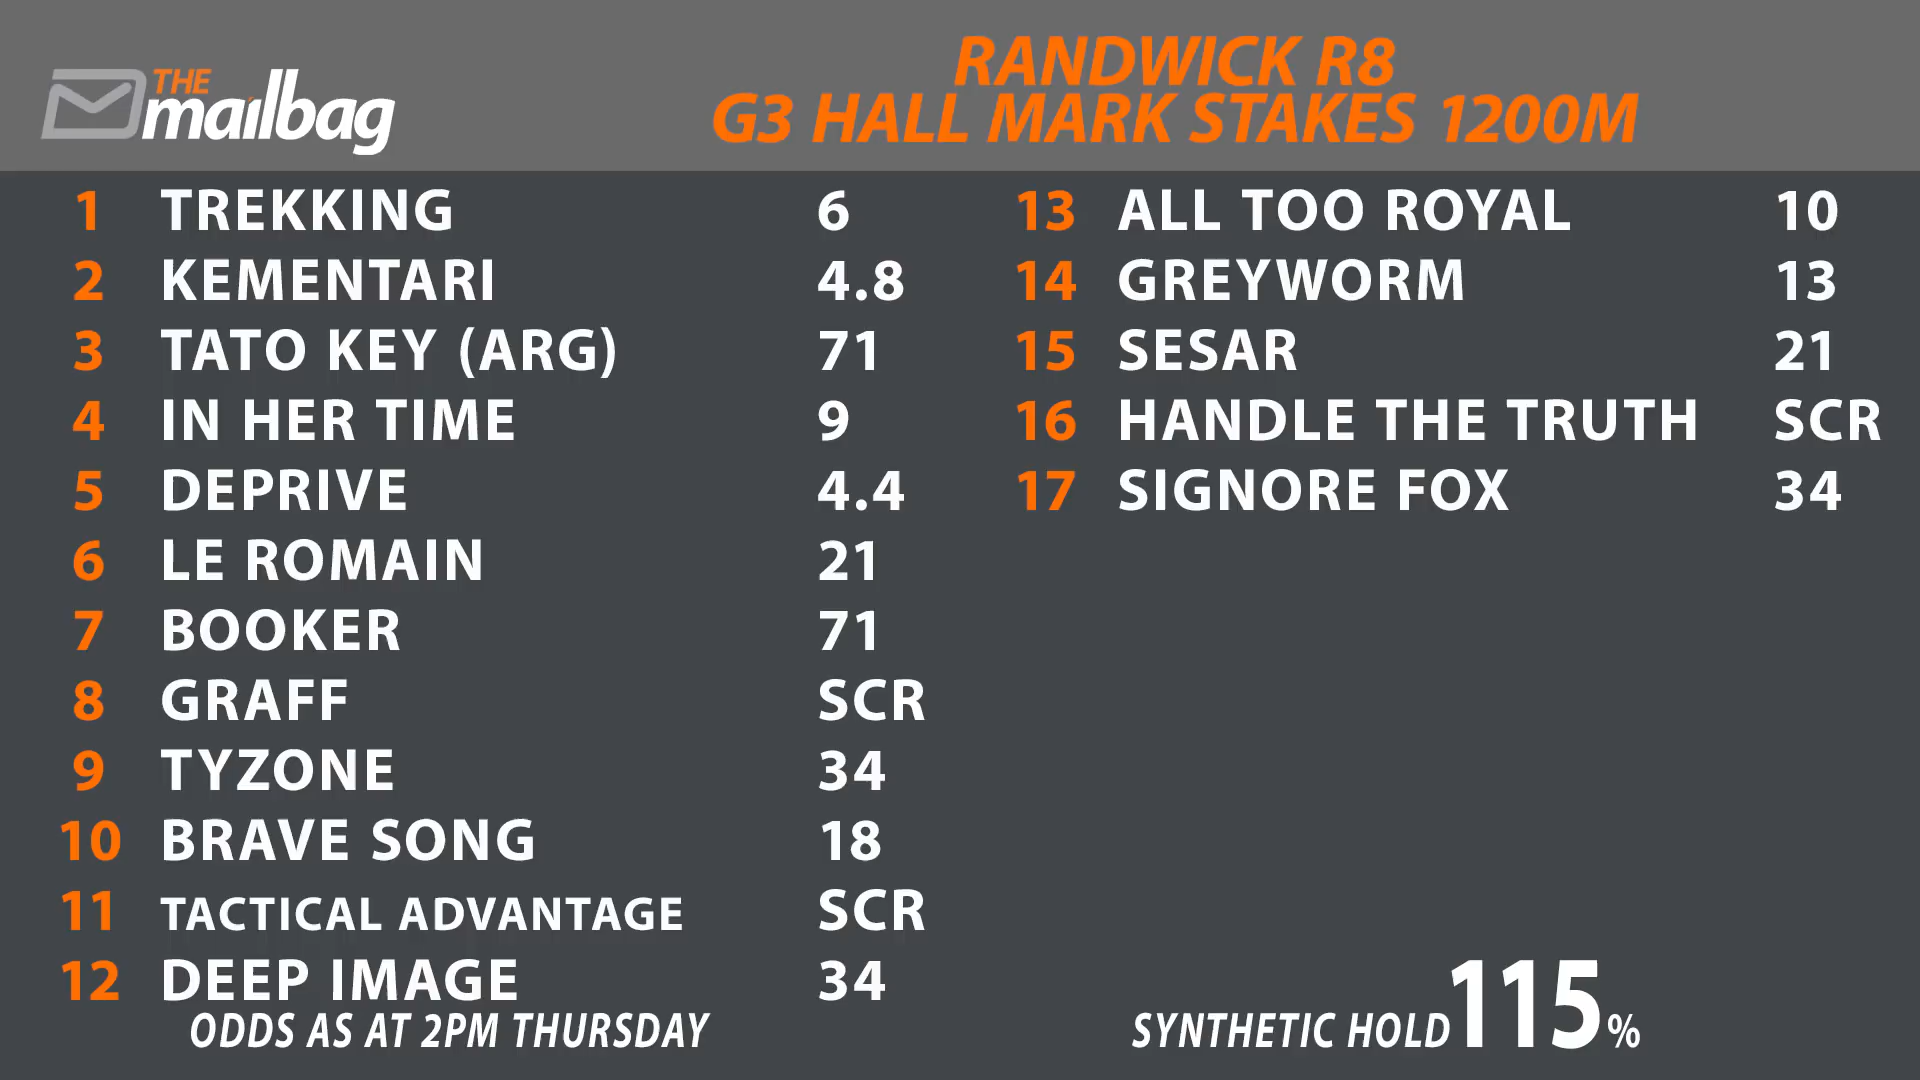 THE
mailbag
RANDWICK R8
G3 HALL MARK STAKES 1200M
1 TREKKING 6
2 KEMENTARI 4.8
3 TATO KEY (ARG) 71
4 IN HER TIME 9
5 DEPRIVE 4.4
6 LE ROMAIN 21
7 BOOKER 71
8 GRAFF SCR
9 TYZONE 34
10 BRAVE SONG 18
11 TACTICAL ADVANTAGE SCR
12 DEEP IMAGE 34
13 ALL TOO ROYAL 10
14 GREYWORM 13
15 SESAR 21
16 HANDLE THE TRUTH SCR
17 SIGNORE FOX 34
ODDS AS AT 2PM THURSDAY
SYNTHETIC HOLD 115%